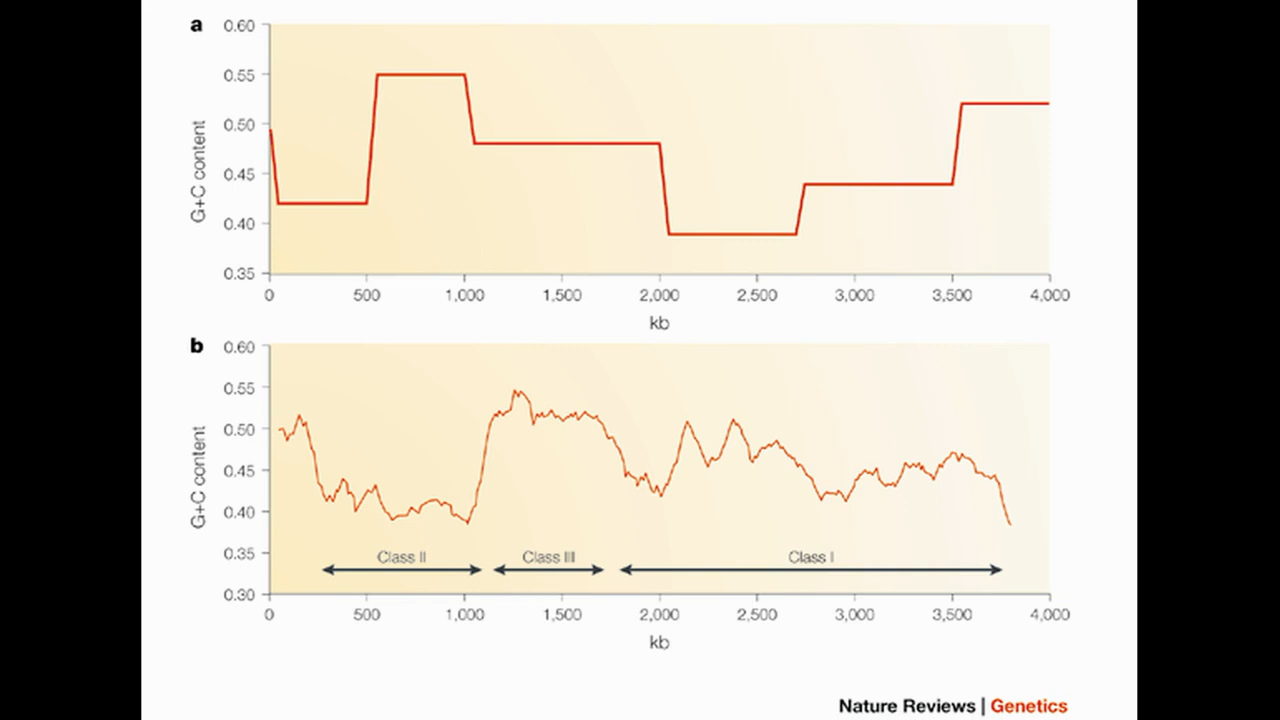 a
0.60
0.55
0.50
0.45
0.40
0.35
G+C content
0 500 1,000 1,500 2,000 2,500 3,000 3,500 4,000
kb
b
0.60
0.55
0.50
0.45
0.40
0.35
0.30
G+C content
Class II Class III Class I
0 500 1,000 1,500 2,000 2,500 3,000 3,500 4,000
kb
Nature Reviews | Genetics